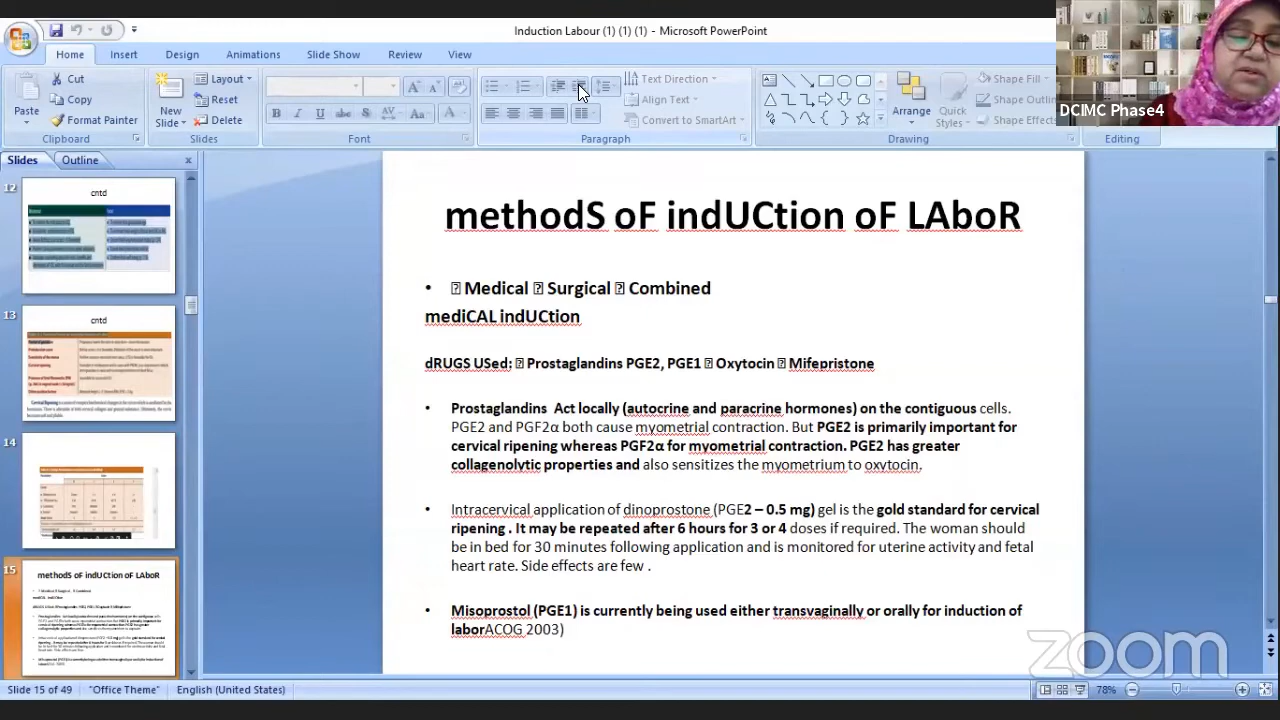 Induction Labour (1) (1) (1) - Microsoft PowerPoint
Home Insert Design Animations Slide Show Review View
Cut
Copy
Format Painter
Paste
Clipboard
New
Slide
Layout
Reset
Delete
Slides
Font
Text Direction
Align Text
Convert to SmartArt
Paragraph
Arrange
Quick
Styles
Shape Fill
Shape Outli
Shape Effects
Drawing
Editing
DCIMC Phase4
Slides Outline
12
cntd
13
cntd
14
15
methodS oF indUCtion oF LAboR
methodS oF indUCtion oF LAboR
• Medical Surgical Combined
mediCAL indUCtion
dRUGS USed: Prostaglandins PGE2, PGE1 Oxytocin Mifepristone
• Prostaglandins Act locally (autocrine and paracrine hormones) on the contiguous cells.
PGE2 and PGF2α both cause myometrial contraction. But PGE2 is primarily important for
cervical ripening whereas PGF2α for myometrial contraction. PGE2 has greater
collagenolytic properties and also sensitizes the myometrium to oxytocin.
• Intracervical application of dinoprostone (PGE2 – 0.5 mg) gel is the gold standard for cervical
ripening . It may be repeated after 6 hours for 3 or 4 doses if required. The woman should
be in bed for 30 minutes following application and is monitored for uterine activity and fetal
heart rate. Side effects are few .
• Misoprostol (PGE1) is currently being used either transvaginally or orally for induction of
laborACOG 2003)
zoom
Slide 15 of 49 "Office Theme" English (United States) 78%